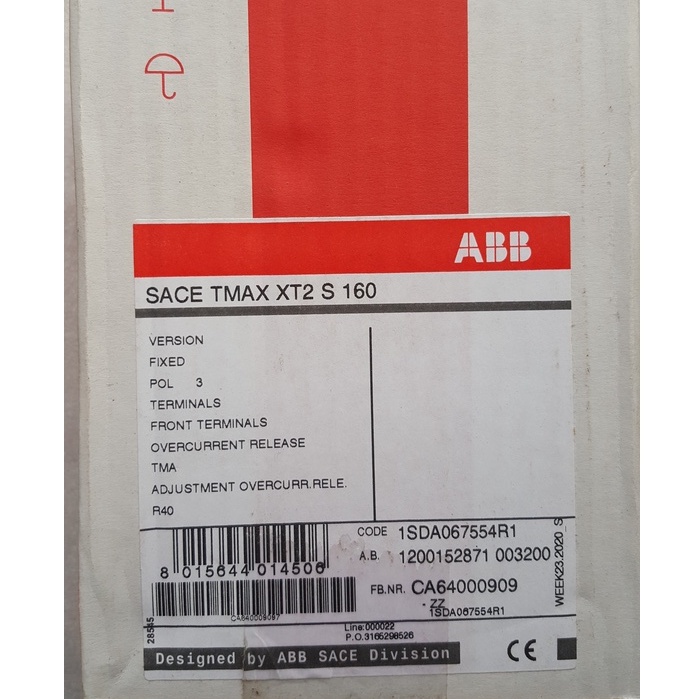 ABB
SACE TMAX XT2 S 160
VERSION
FIXED
POL 3
TERMINALS
FRONT TERMINALS
OVERCURRENT RELEASE
TMA
ADJUSTMENT OVERCURR.RELE.
R40
CODE 1SDA067554R1
A.B. 1200152871 003200
FB.NR. CA64000909
- ZZ
1SDA067554R1
WEEK23.2020_S
8 015644 014506
CA640009097
28545
Line:000022
P.O.3165298526
Designed by ABB SACE Division
CE